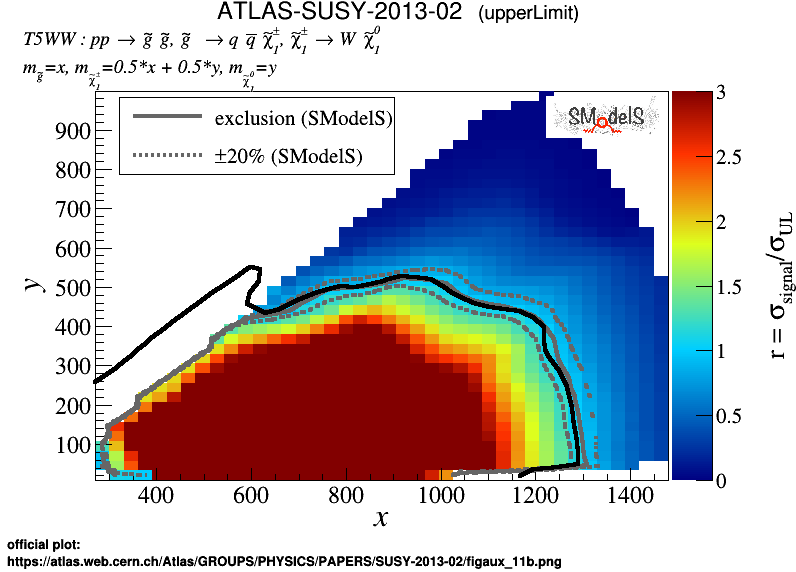 ATLAS-SUSY-2013-02 (upperLimit)
T5WW : pp → g̃ g̃, g̃ → q q̅ χ̃₁±, χ̃₁± → W χ̃₁⁰
m_g̃=x, m_χ̃₁±=0.5*x + 0.5*y, m_χ̃₁⁰=y
exclusion (SModelS)
±20% (SModelS)
SModelS
900
800
700
600
500
400
300
200
100
y
400 600 800 1000 1200 1400
x
3
2.5
2
1.5
1
0.5
0
r = σ_signal/σ_UL
official plot:
https://atlas.web.cern.ch/Atlas/GROUPS/PHYSICS/PAPERS/SUSY-2013-02/figaux_11b.png